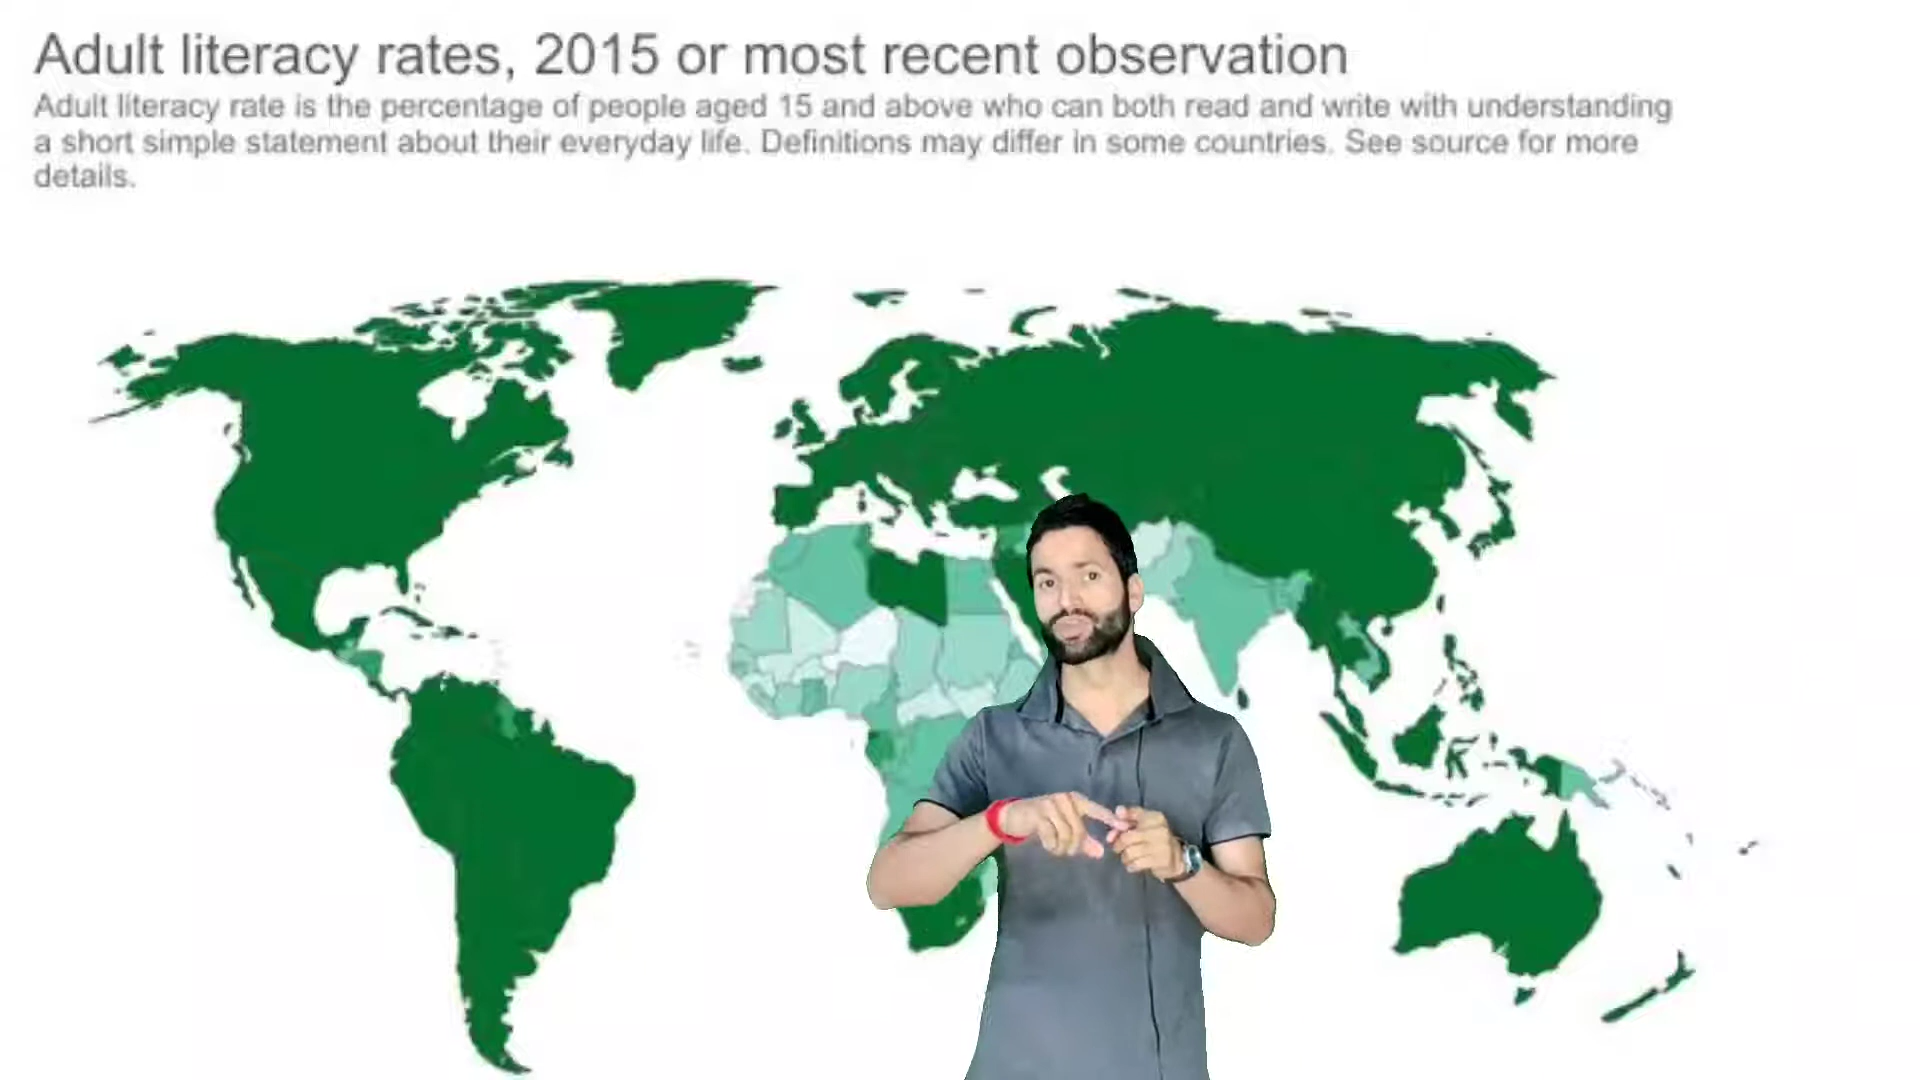 Adult literacy rates, 2015 or most recent observation
Adult literacy rate is the percentage of people aged 15 and above who can both read and write with understanding
a short simple statement about their everyday life. Definitions may differ in some countries. See source for more
details.